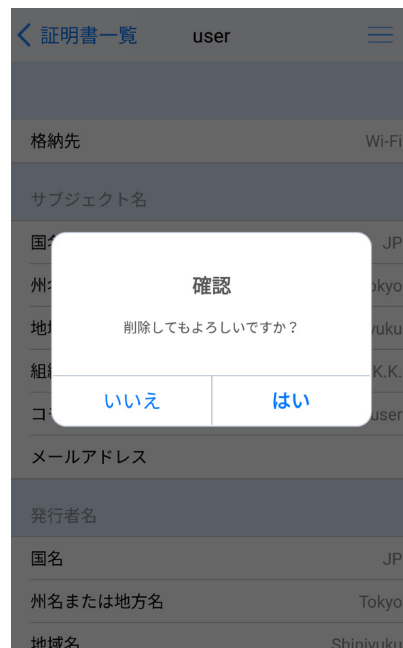 証明書一覧 user
格納先 Wi-Fi
サブジェクト名
JP
確認
削除してもよろしいですか？
K.K.
いいえ はい
user
メールアドレス
発行者名
国名 JP
州名または地方名 Tokyo
地域名 Shinjuku